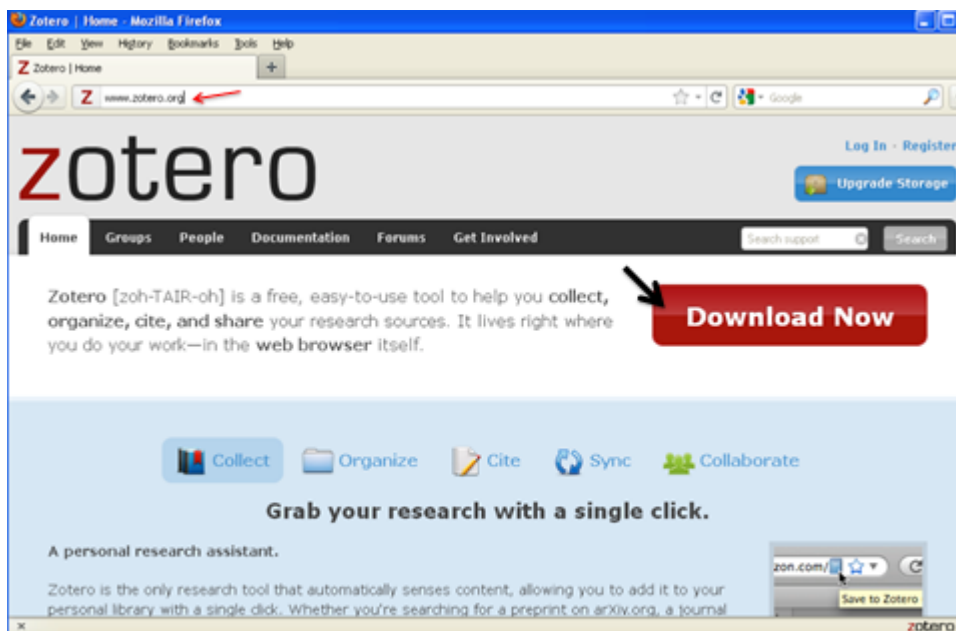 Zotero | Home - Mozilla Firefox
File Edit View History Bookmarks Tools Help
Zotero | Home +
Z www.zotero.org Google
zotero
Log In · Register
Upgrade Storage
Home Groups People Documentation Forums Get Involved Search support Search
Zotero [zoh-TAIR-oh] is a free, easy-to-use tool to help you collect,
organize, cite, and share your research sources. It lives right where
you do your work—in the web browser itself.
Download Now
Collect Organize Cite Sync Collaborate
Grab your research with a single click.
A personal research assistant.
Zotero is the only research tool that automatically senses content, allowing you to add it to your
personal library with a single click. Whether you're searching for a preprint on arXiv.org, a journal
zon.com/
Save to Zotero
x zotero